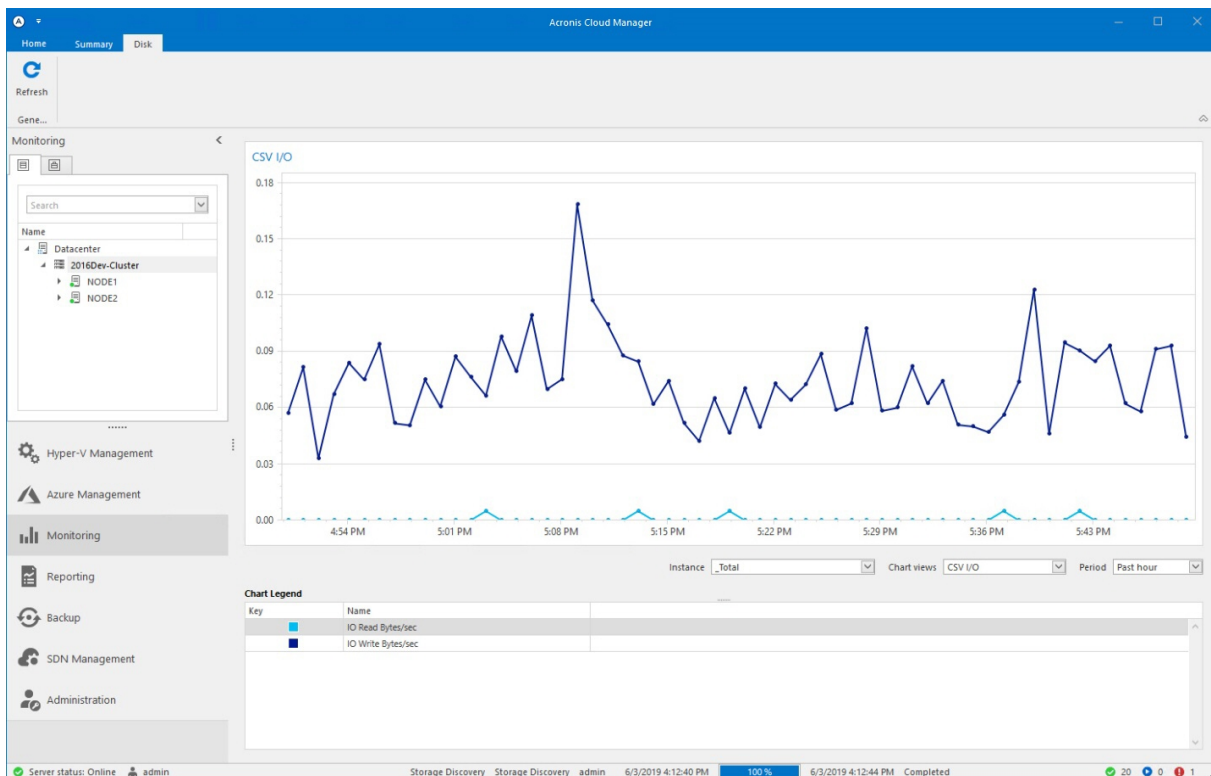 Acronis Cloud Manager
Home Summary Disk
Refresh
Gene...
Monitoring
Search
Name
Datacenter
2016Dev-Cluster
NODE1
NODE2
Hyper-V Management
Azure Management
Monitoring
Reporting
Backup
SDN Management
Administration
CSV I/O
0.18
0.15
0.12
0.09
0.06
0.03
0.00
4:54 PM 5:01 PM 5:08 PM 5:15 PM 5:22 PM 5:29 PM 5:36 PM 5:43 PM
Instance _Total Chart views CSV I/O Period Past hour
Chart Legend
Key Name
IO Read Bytes/sec
IO Write Bytes/sec
Server status: Online admin Storage Discovery Storage Discovery admin 6/3/2019 4:12:40 PM 100 % 6/3/2019 4:12:44 PM Completed 20 0 1